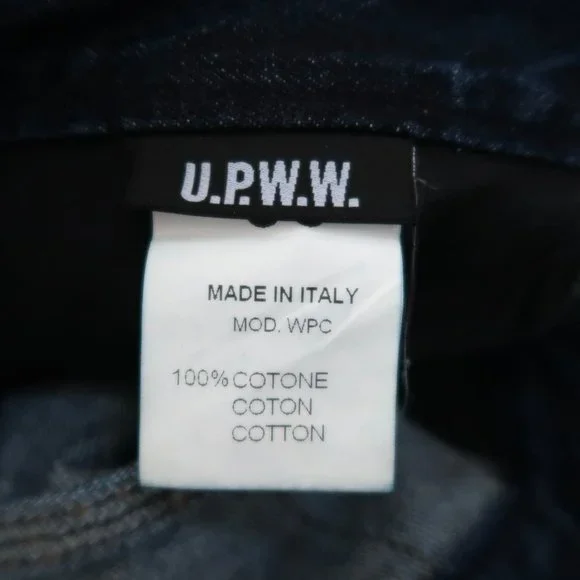 U.P.W.W.
MADE IN ITALY
MOD. WPC
100% COTONE
COTON
COTTON